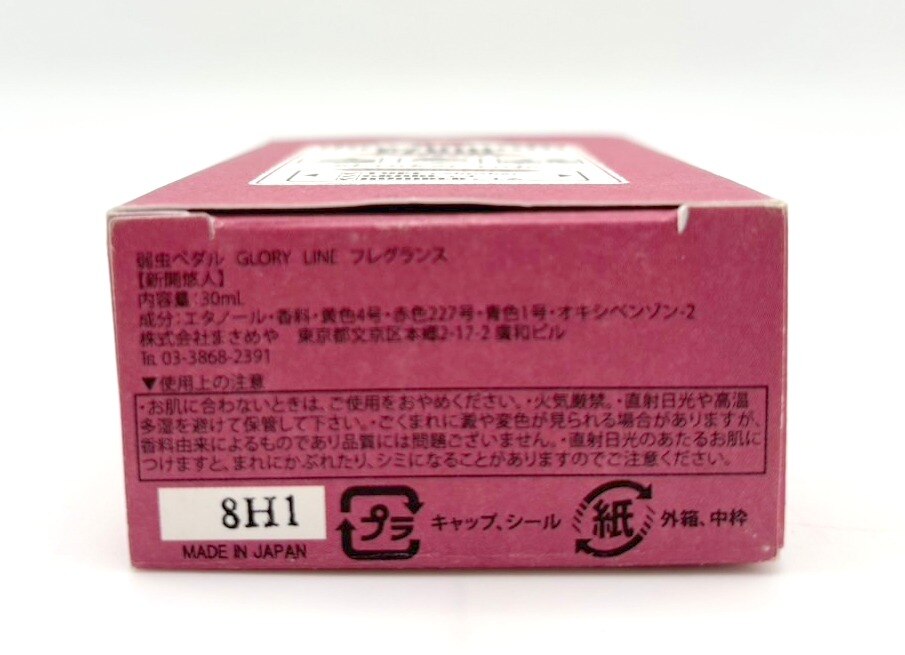 弱虫ペダル GLORY LINE フレグランス
【新開悠人】
内容量:30mL
成分:エタノール・香料・黄色4号・赤色227号・青色1号・オキシベンゾン-2
株式会社まさめや 東京都文京区本郷2-17-2 廣和ビル
℡ 03-3868-2391
▼使用上の注意
・お肌に合わないときは、ご使用をおやめください。・火気厳禁。・直射日光や高温
多湿を避けて保管して下さい。・ごくまれに澱や変色が見られる場合がありますが、
香料由来によるものであり品質には問題ございません。・直射日光のあたるお肌に
つけますと、まれにかぶれたり、シミになることがありますのでご注意ください。
8H1
MADE IN JAPAN
プラ
キャップ、シール
紙
外箱、中枠